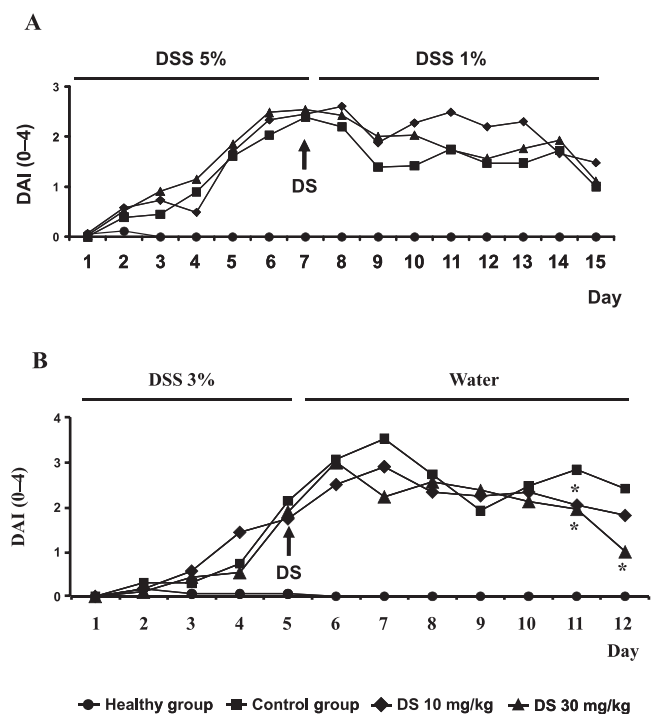 A
DSS 5% DSS 1%
3
2
1
0
DAI (0–4)
DS
1 2 3 4 5 6 7 8 9 10 11 12 13 14 15
Day
B
DSS 3% Water
4
3
2
1
0
DAI (0–4)
DS
*
*
*
1 2 3 4 5 6 7 8 9 10 11 12
Day
Healthy group Control group DS 10 mg/kg DS 30 mg/kg